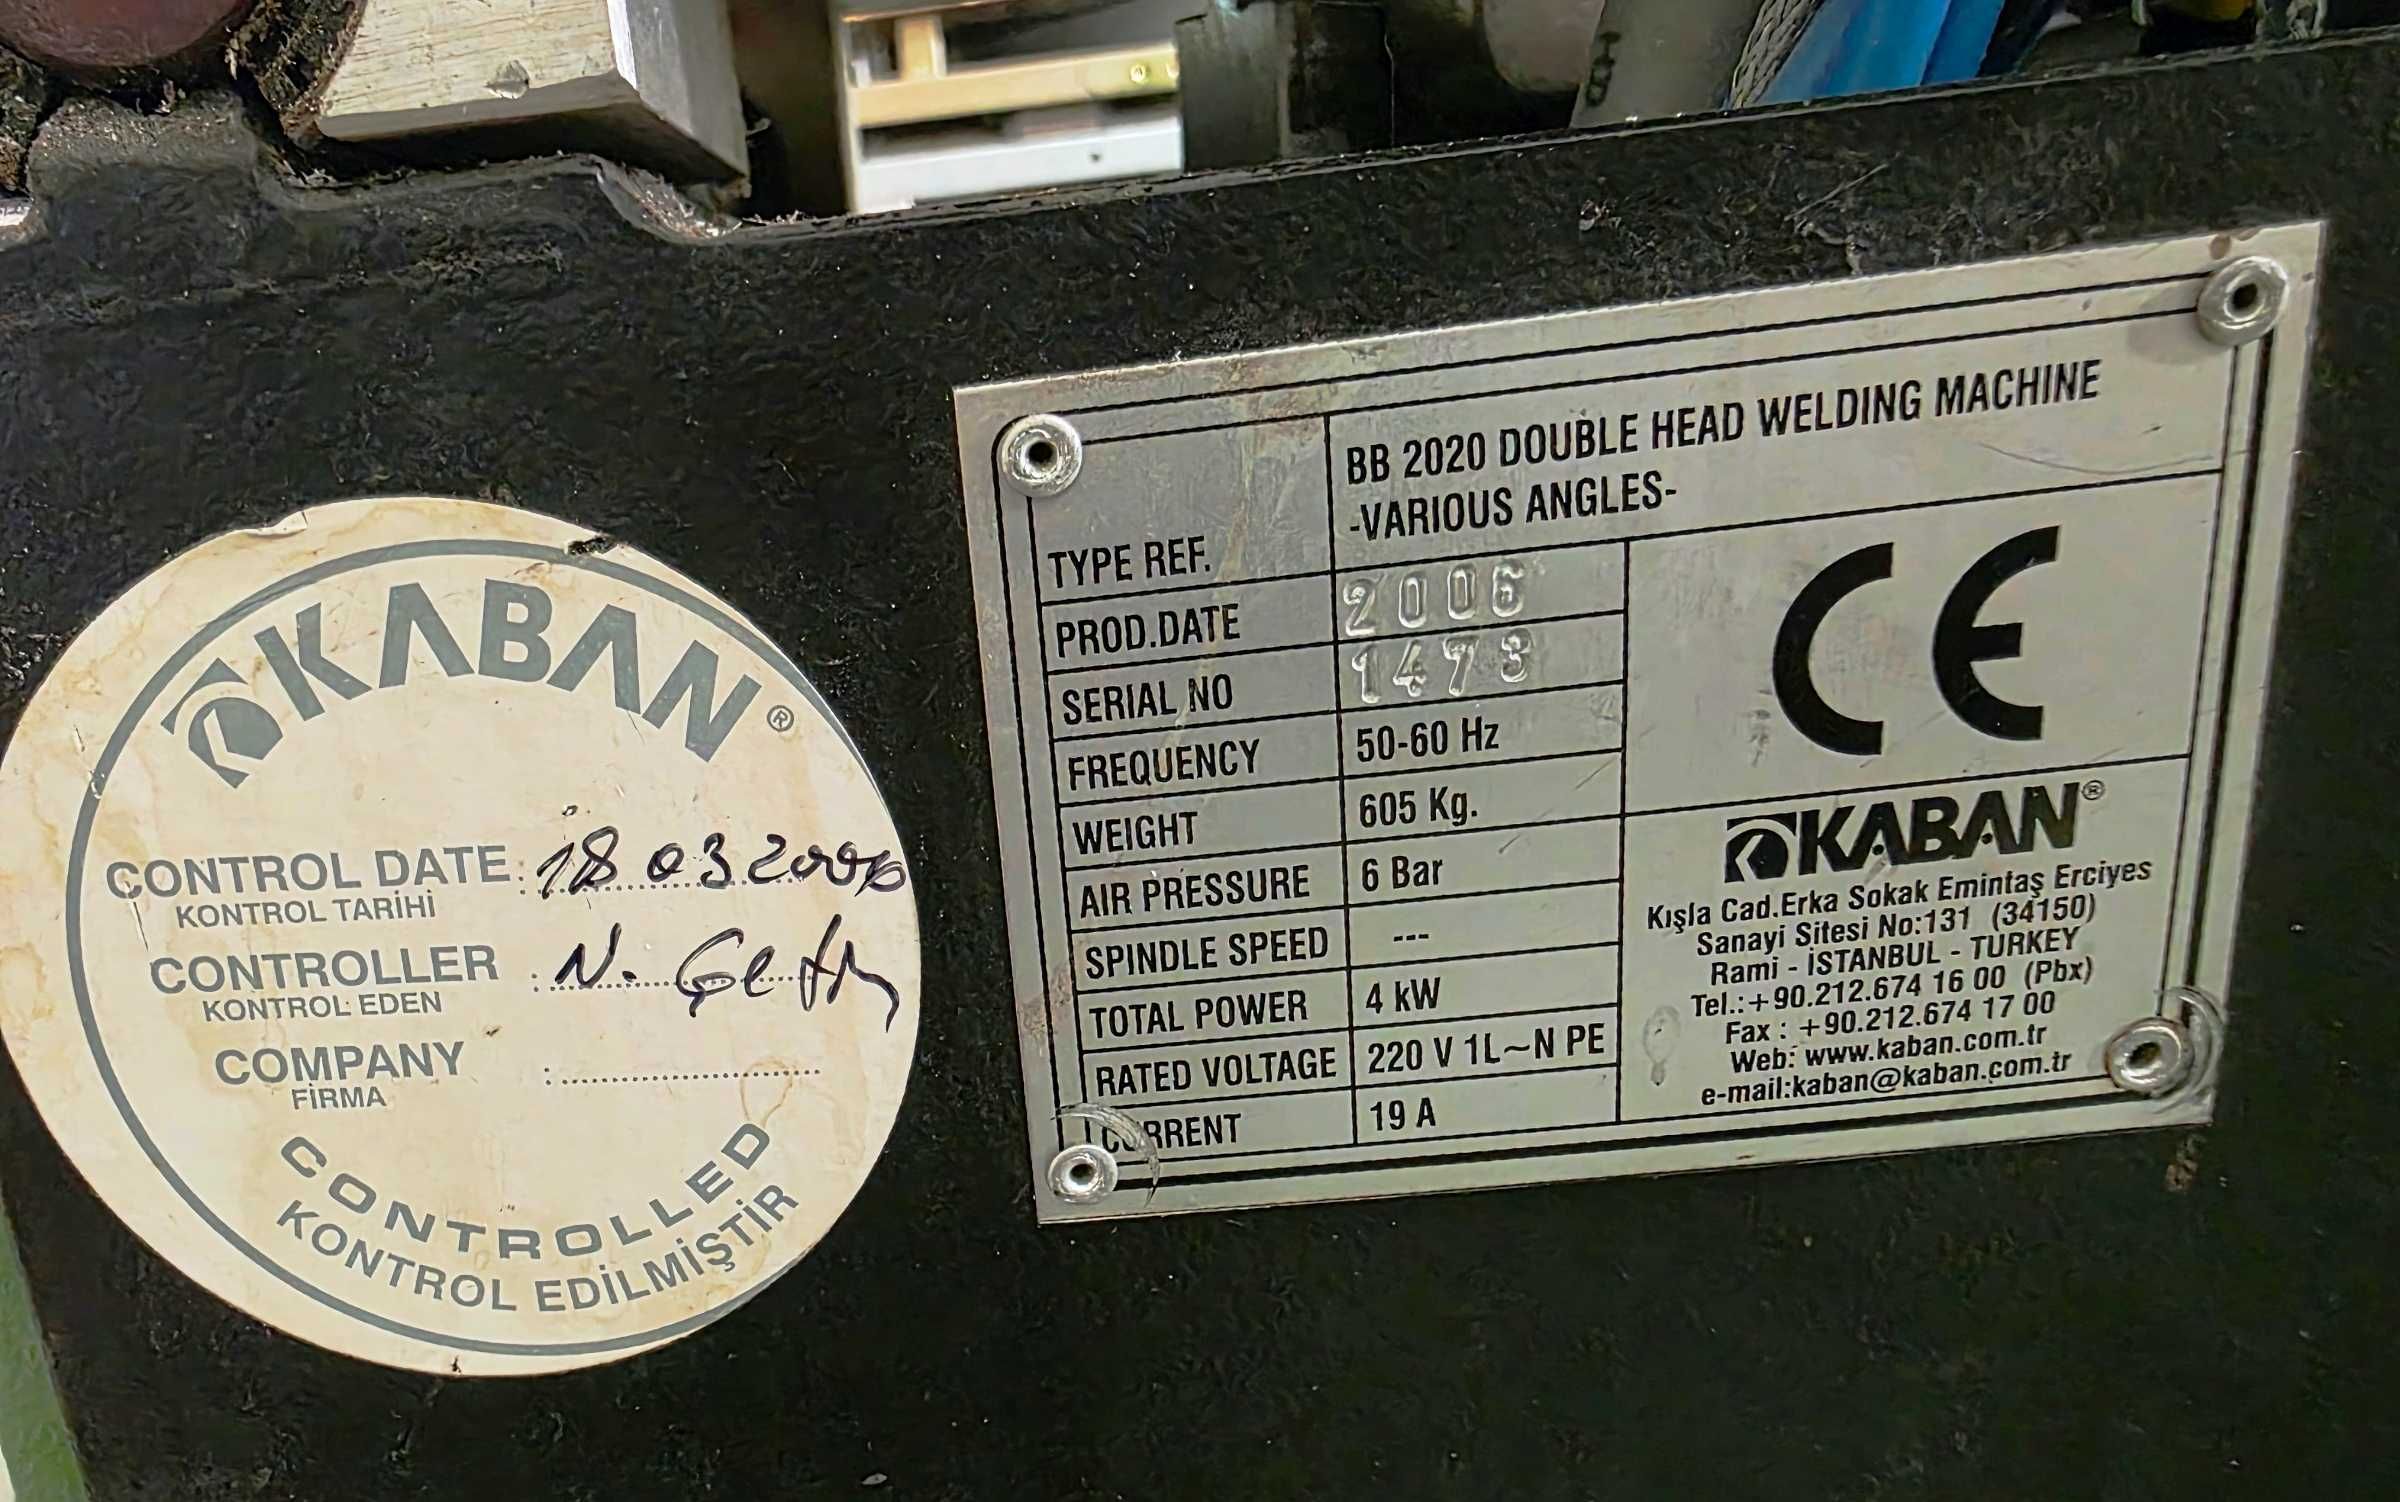 KABAN®
CONTROL DATE : 18 03 2006
KONTROL TARİHİ
CONTROLLER : N.
KONTROL EDEN
COMPANY :
FİRMA
CONTROLLED
KONTROL EDİLMİŞTİR
TYPE REF. BB 2020 DOUBLE HEAD WELDING MACHINE
-VARIOUS ANGLES-
PROD.DATE 2006
SERIAL NO 1473
FREQUENCY 50-60 Hz
WEIGHT 605 Kg.
AIR PRESSURE 6 Bar
SPINDLE SPEED ---
TOTAL POWER 4 kW
RATED VOLTAGE 220 V 1L~N PE
CURRENT 19 A
CE
KABAN®
Kışla Cad.Erka Sokak Emintaş Erciyes
Sanayi Sitesi No:131 (34150)
Rami - İSTANBUL - TURKEY
Tel.:+90.212.674 16 00 (Pbx)
Fax : +90.212.674 17 00
Web: www.kaban.com.tr
e-mail:kaban@kaban.com.tr